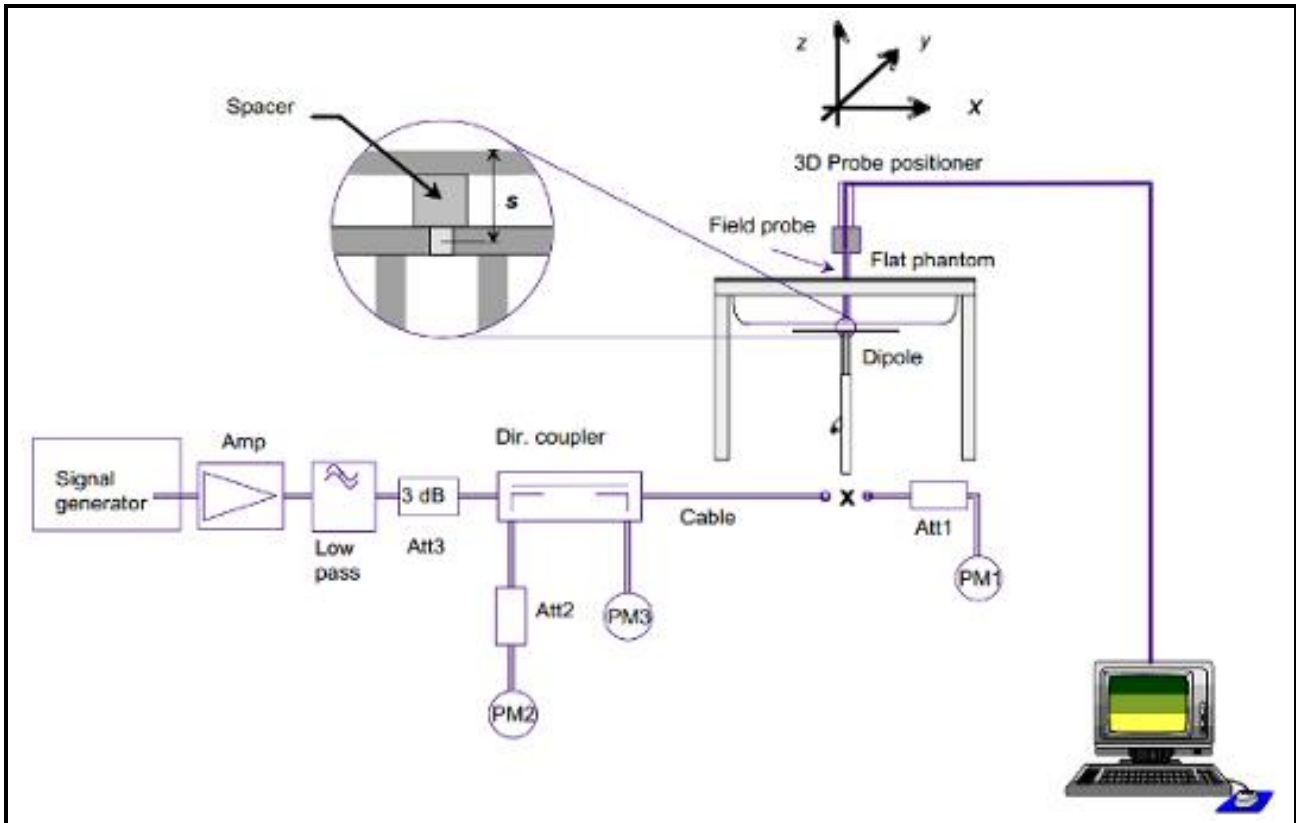 z
y
x
Spacer
s
3D Probe positioner
Field probe
Flat phantom
Dipole
Signal
generator
Amp
Low
pass
3 dB
Att3
Dir. coupler
Att2
PM2
PM3
Cable
X
Att1
PM1